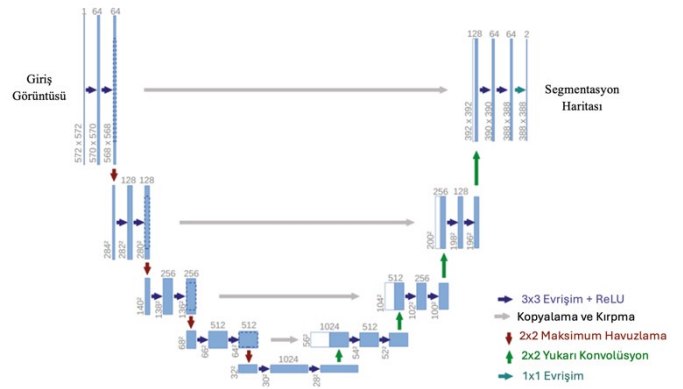 1 64 64
Giriş
Görüntüsü
572 x 572
570 x 570
568 x 568
128 64 64 2
Segmentasyon
Haritası
392 x 392
390 x 390
388 x 388
388 x 388
128 128
284²
282²
280²
256 128
200²
198²
196²
256 256
140²
138²
136²
512 256
104²
102²
100²
512 512
68²
66²
64²
1024 512
56²
54²
52²
1024
32²
30²
28²
3x3 Evrişim + ReLU
Kopyalama ve Kırpma
2x2 Maksimum Havuzlama
2x2 Yukarı Konvolüsyon
1x1 Evrişim